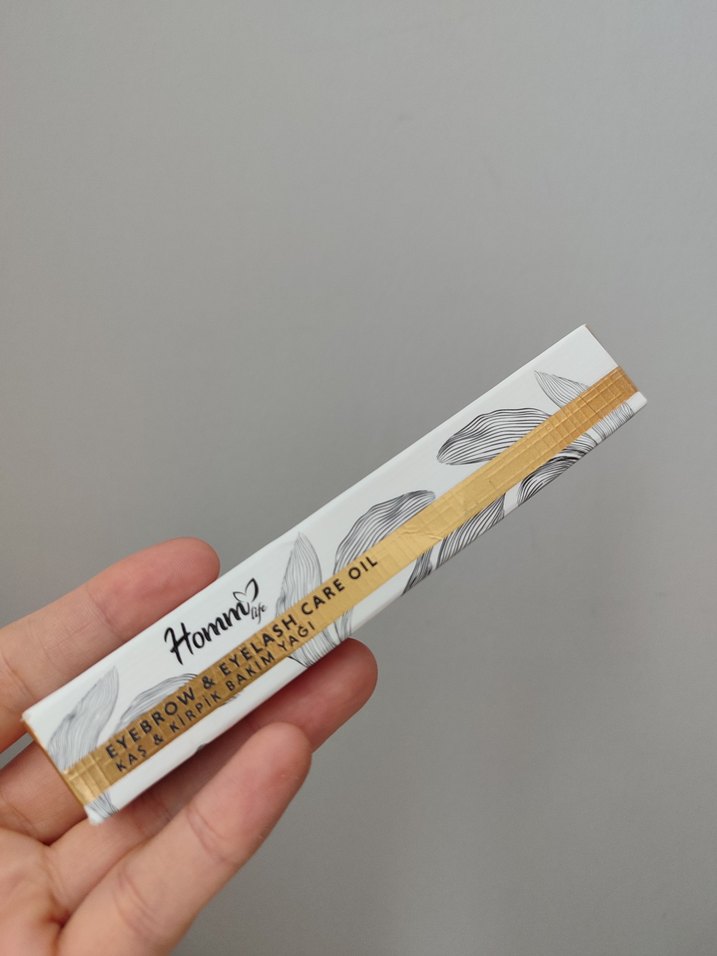 Homm life
EYEBROW & EYELASH CARE OIL
KAŞ & KİRPİK BAKIM YAĞI